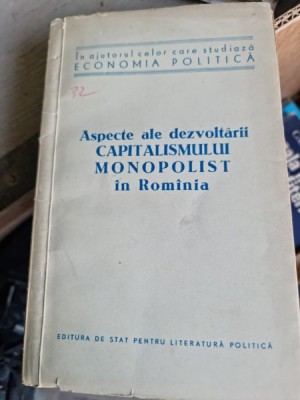 În ajutorul celor care studiază
ECONOMIA POLITICĂ
32
Aspecte ale dezvoltării
CAPITALISMULUI
MONOPOLIST
în Romînia
EDITURA DE STAT PENTRU LITERATURĂ POLITICĂ